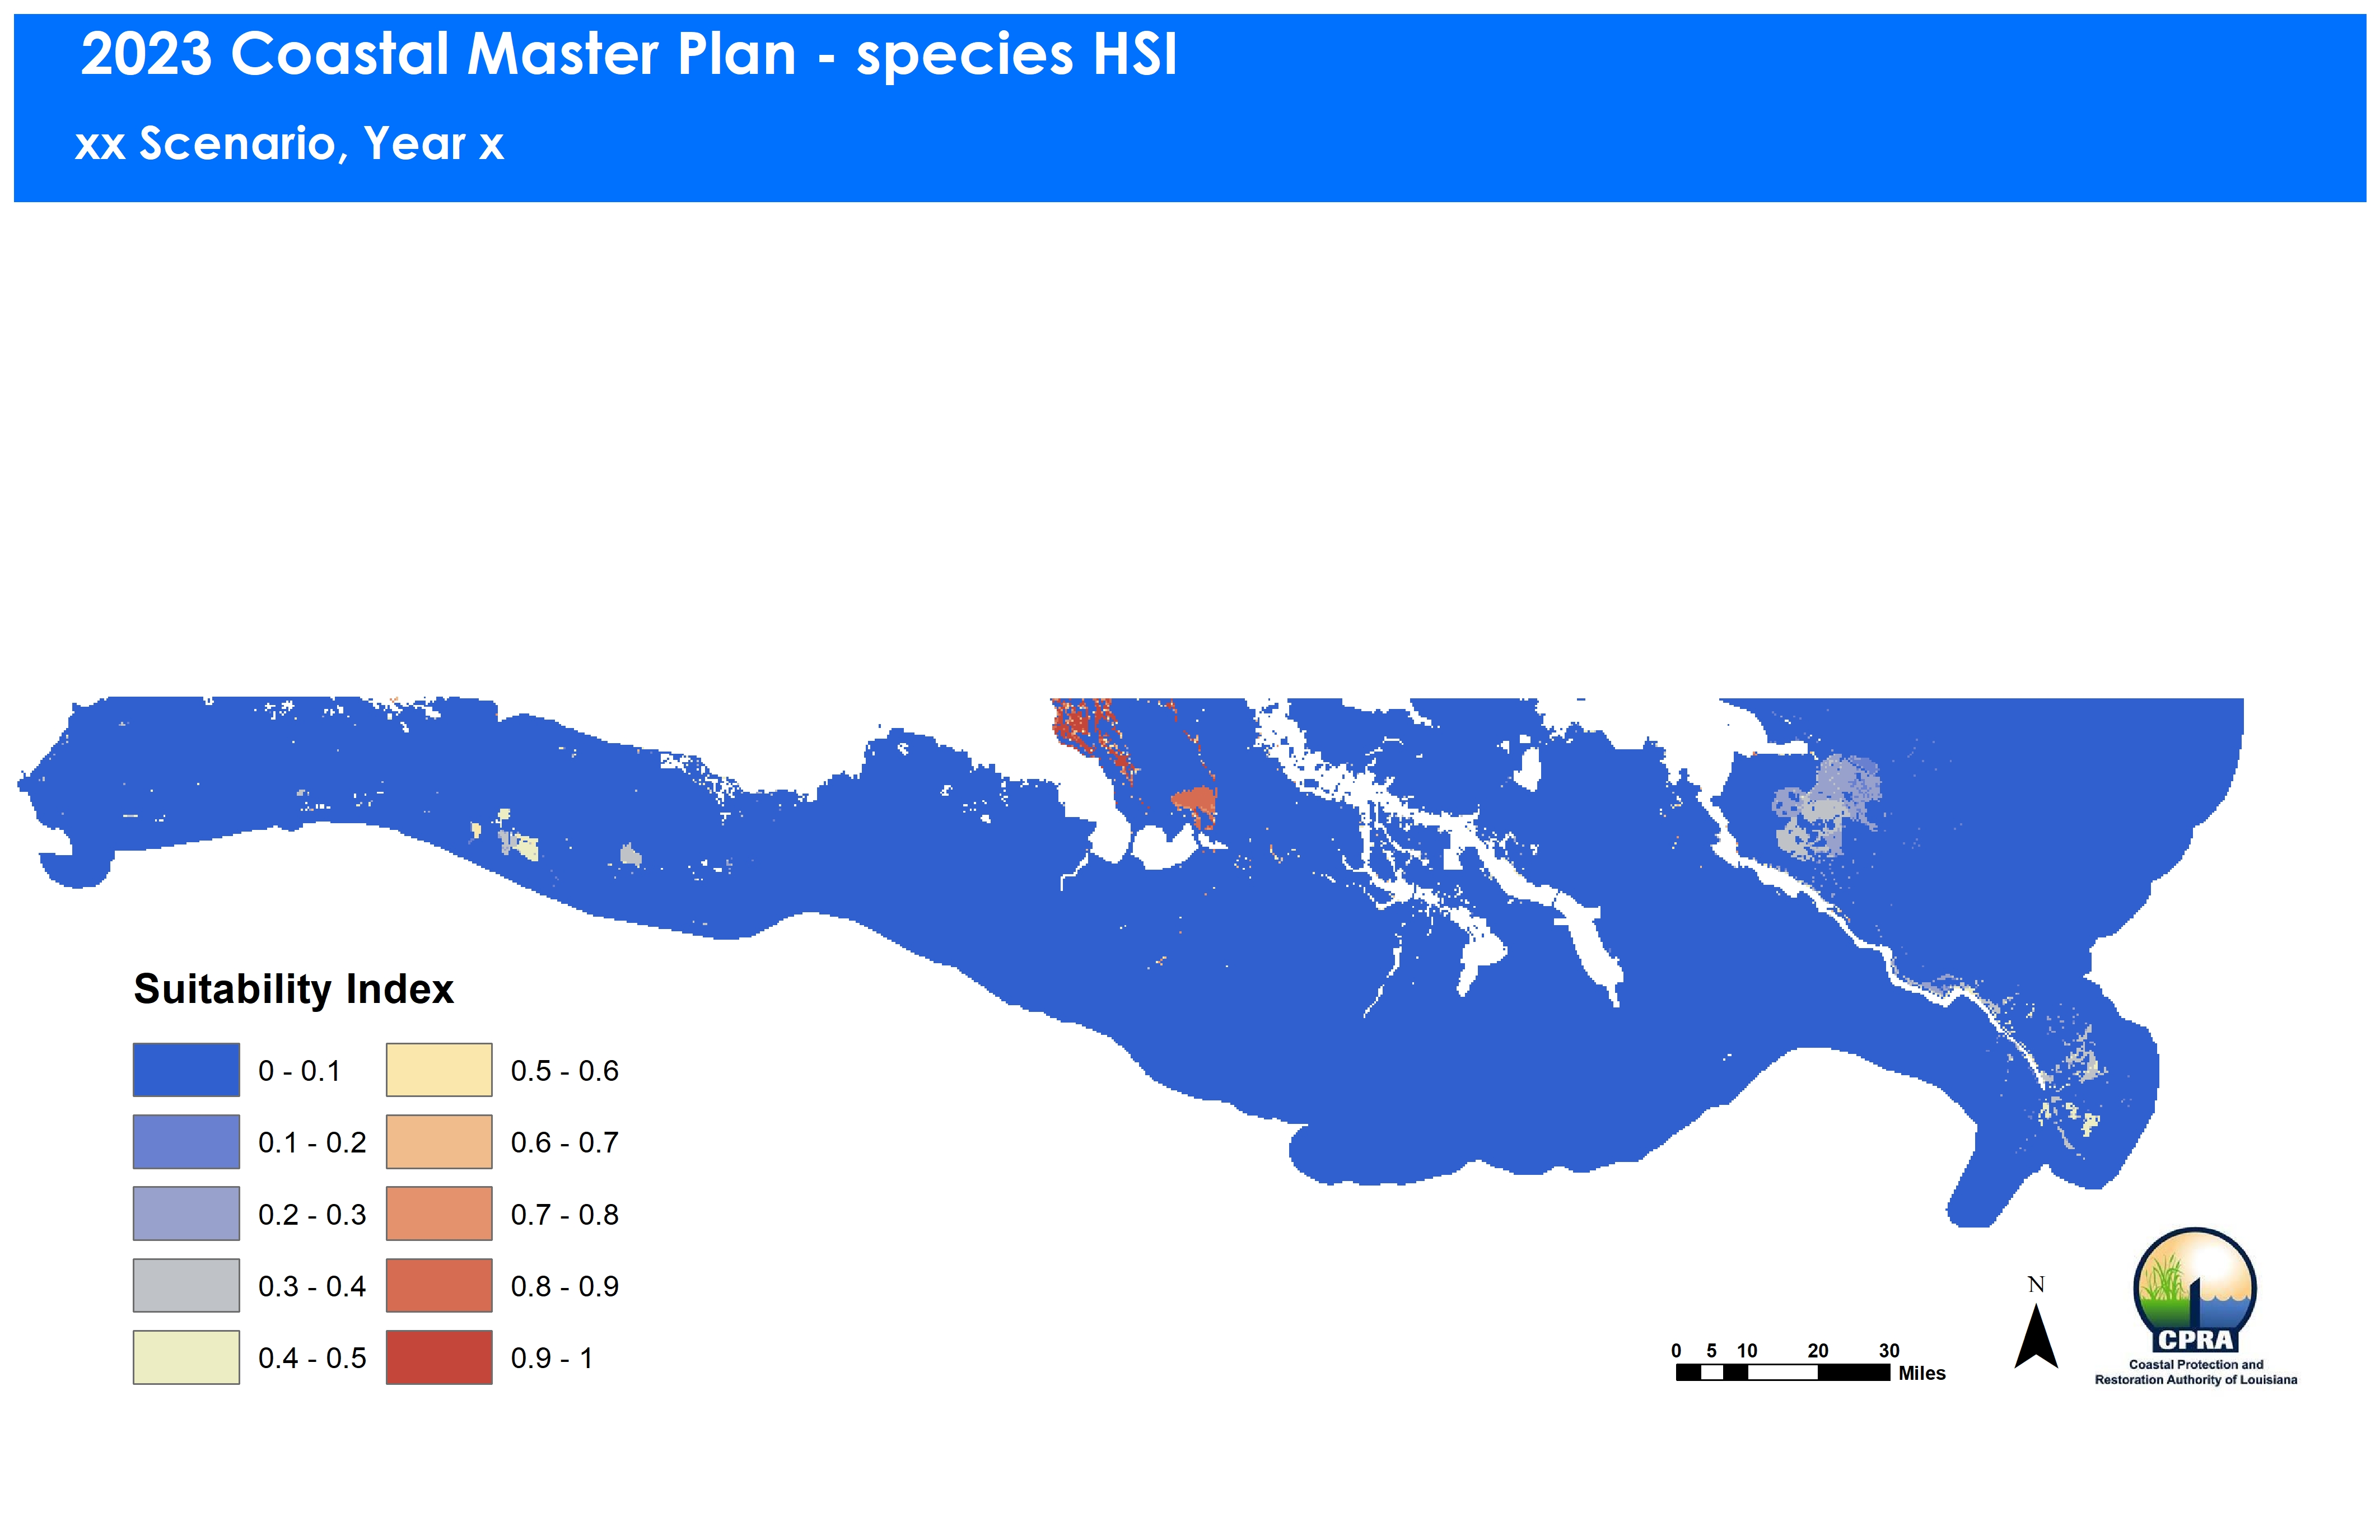 2023 Coastal Master Plan - species HSI
xx Scenario, Year x
Suitability Index
0 - 0.1
0.1 - 0.2
0.2 - 0.3
0.3 - 0.4
0.4 - 0.5
0.5 - 0.6
0.6 - 0.7
0.7 - 0.8
0.8 - 0.9
0.9 - 1
0 5 10 20 30
Miles
N
CPRA
Coastal Protection and
Restoration Authority of Louisiana